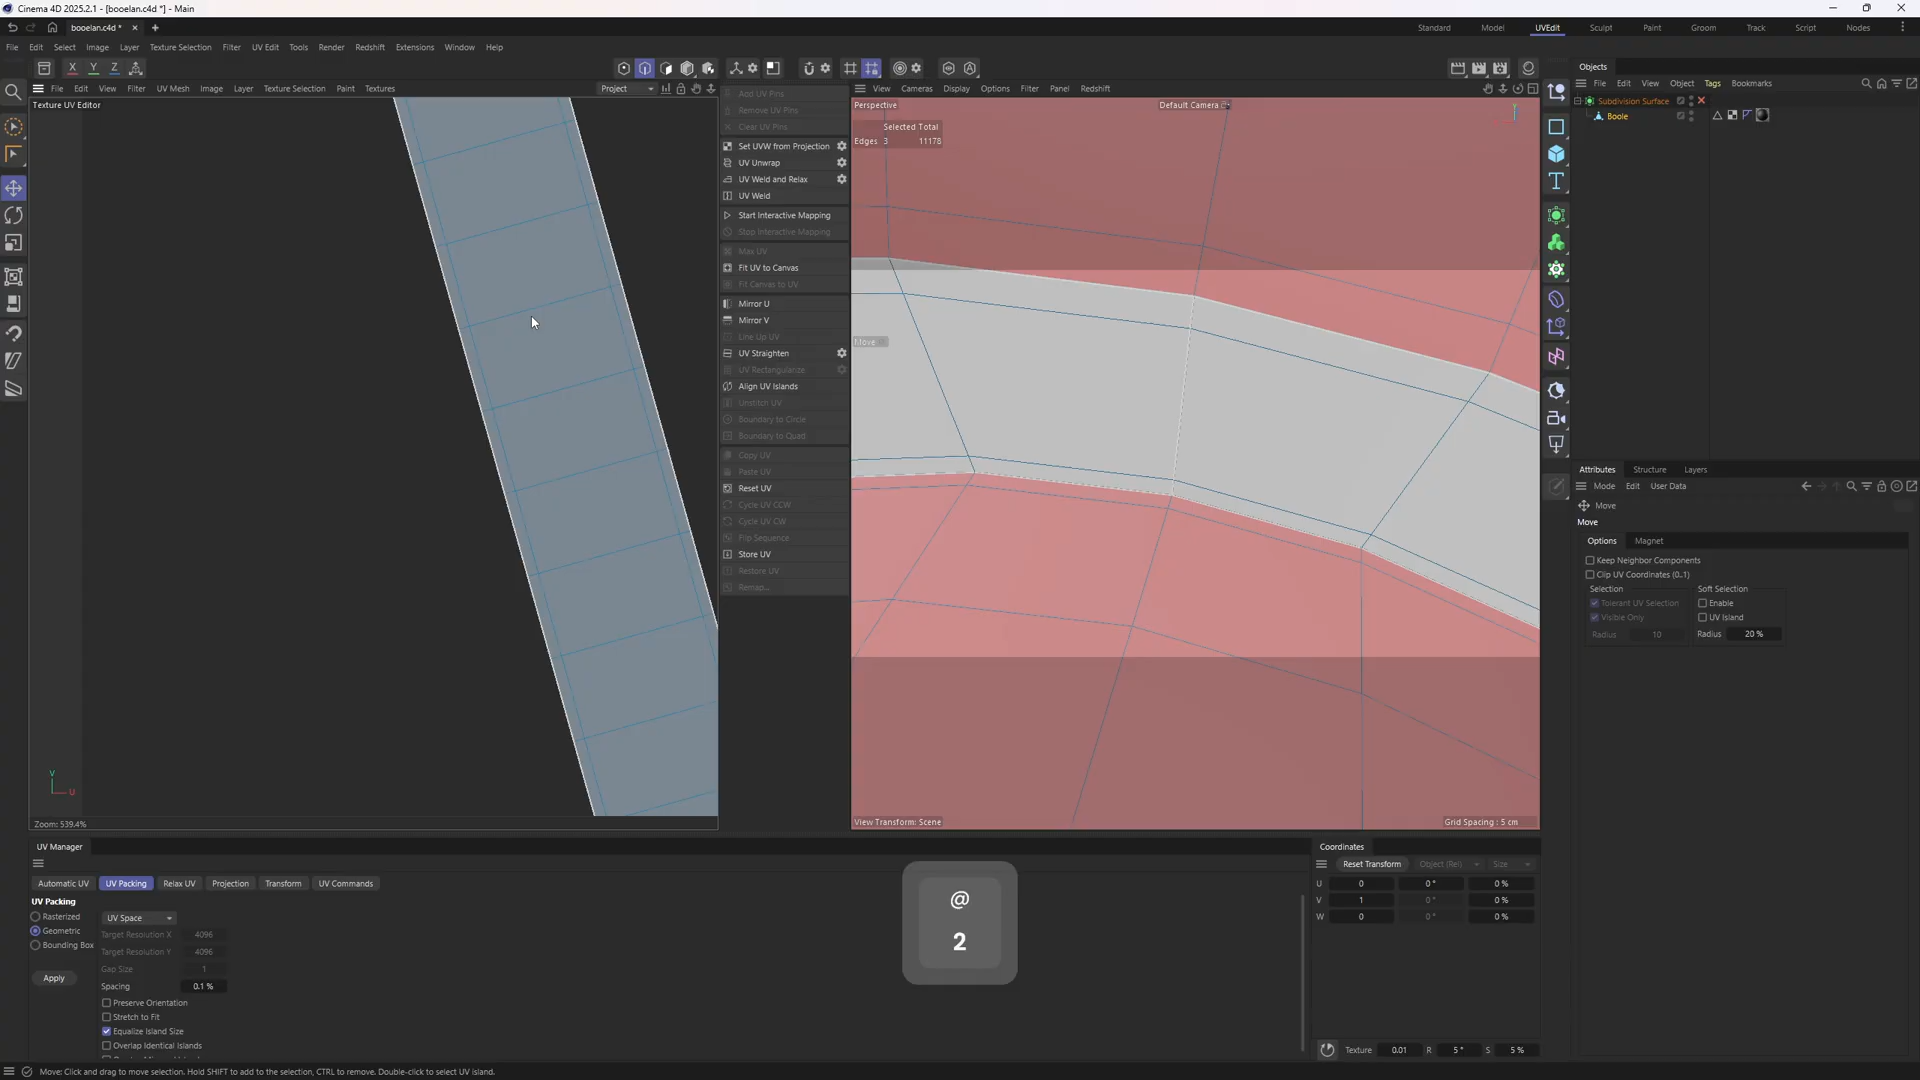 Cinema 4D 2025.2.1 - [booelan.c4d *] - Main
booelan.c4d *
Standard Model UVEdit Sculpt Paint Groom Track Script Nodes
File Edit Select Mesh Image Layer Texture Selection Filter UV Edit Tools Render Redshift Extensions Window Help
X Y Z
File Edit View Filter UV Mesh Image Layer Texture Selection Paint Textures Project
Texture UV Editor
V
U
Zoom: 539.4%
Add UV Pins
Remove UV Pins
Clear UV Pins
Set UVW from Projection
UV Unwrap
UV Weld and Relax
UV Weld
Start Interactive Mapping
Stop Interactive Mapping
Max UV
Fit UV to Canvas
Fit Canvas to UV
Mirror U
Mirror V
Line Up UV
UV Straighten
UV Rectangularize
Align UV Islands
Unstitch UV
Boundary to Circle
Boundary to Quad
Copy UV
Paste UV
Reset UV
Cycle UV CCW
Cycle UV CW
Flip Sequence
Store UV
Restore UV
Remap...
View Cameras Display Options Filter Panel Redshift
Perspective
Default Camera
Selected Total
Edges 3 11178
Move
View Transform: Scene
Grid Spacing : 5 cm
Objects
File Edit View Object Tags Bookmarks
Subdivision Surface
Boole
Attributes Structure Layers
Mode Edit User Data
Move
Move
Options Magnet
Keep Neighbor Components
Clip UV Coordinates (0..1)
Selection Soft Selection
Tolerant UV Selection Enable
Visible Only UV Island
Radius 10 Radius 20 %
UV Manager
Automatic UV UV Packing Relax UV Projection Transform UV Commands
UV Packing
Rasterized
Geometric
Bounding Box
Apply
UV Space
Target Resolution X 4096
Target Resolution Y 4096
Gap Size 1
Spacing 0.1 %
Preserve Orientation
Stretch to Fit
Equalize Island Size
Overlap Identical Islands
@
2
Coordinates
Reset Transform Object (Rel) Size
U 0 0 ° 0 %
V 1 0 ° 0 %
W 0 0 ° 0 %
Texture 0.01 R 5 ° S 5 %
Move: Click and drag to move selection. Hold SHIFT to add to the selection, CTRL to remove. Double-click to select UV island.